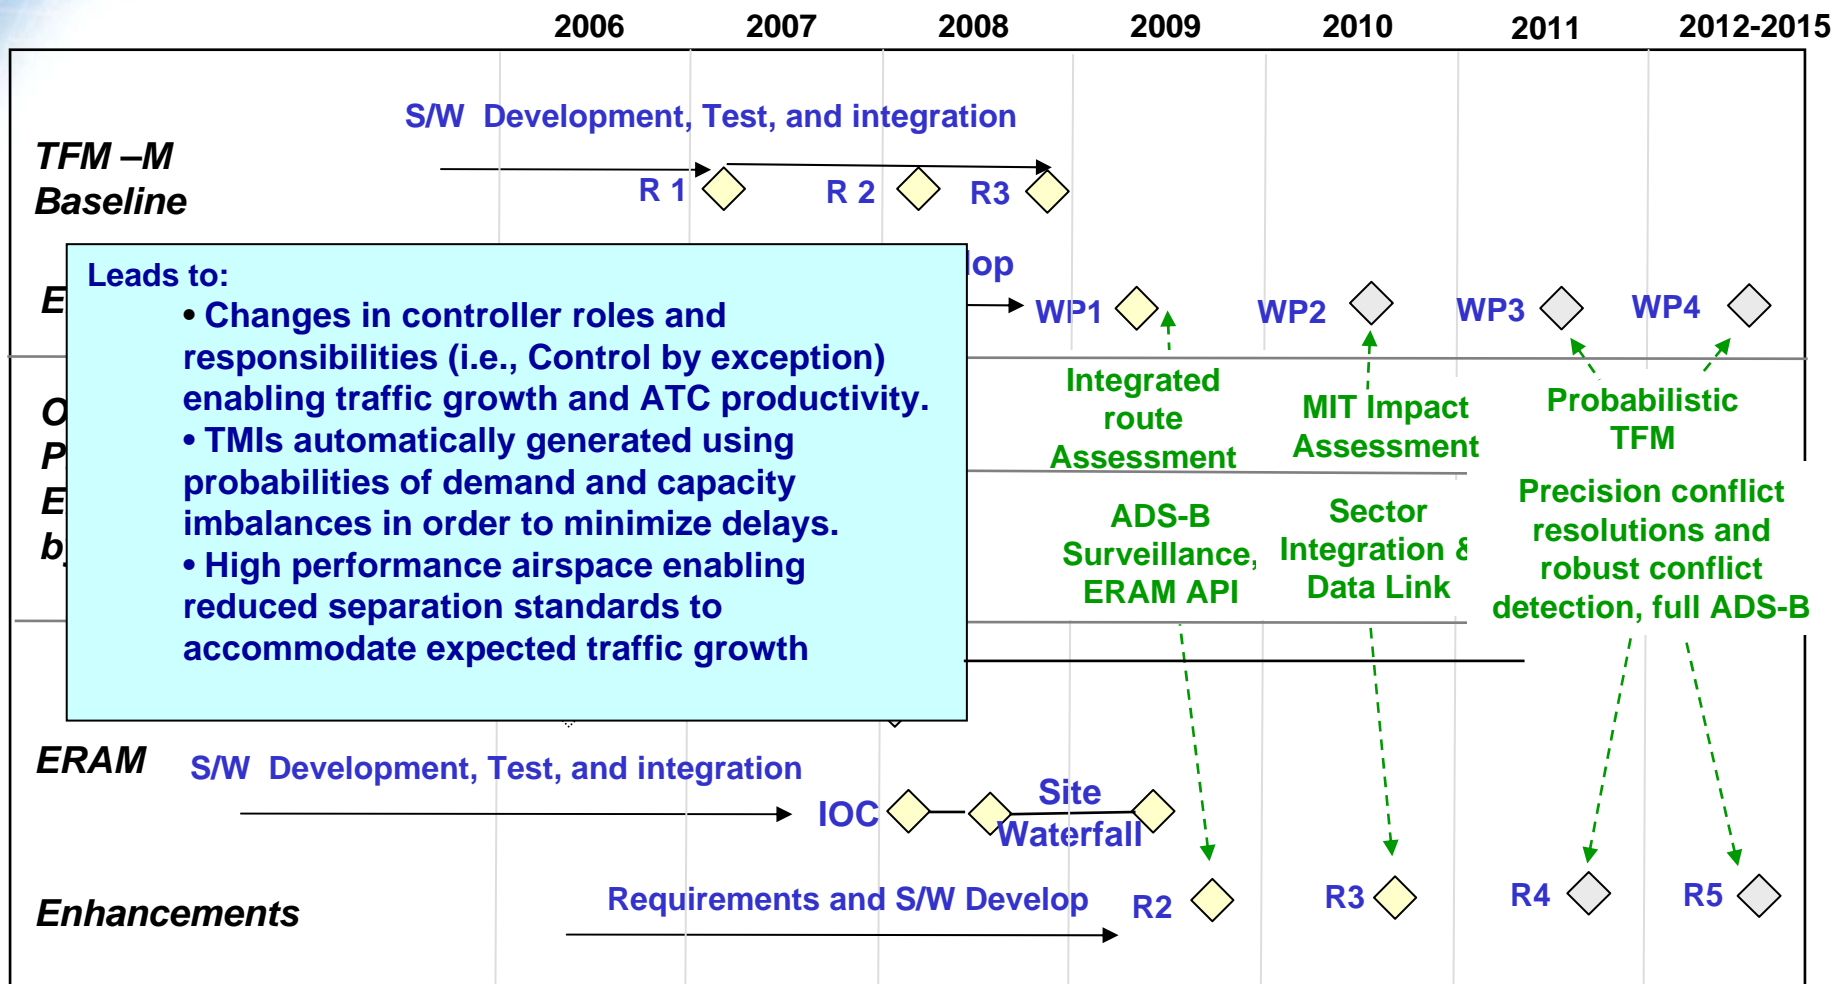 2006 2007 2008 2009 2010 2011 2012-2015
S/W Development, Test, and integration
TFM –M
Baseline
R 1 R 2 R3
Leads to:
• Changes in controller roles and
responsibilities (i.e., Control by exception)
enabling traffic growth and ATC productivity.
• TMIs automatically generated using
probabilities of demand and capacity
imbalances in order to minimize delays.
• High performance airspace enabling
reduced separation standards to
accommodate expected traffic growth
WP1 WP2 WP3 WP4
Integrated
route
Assessment
MIT Impact
Assessment
Probabilistic
TFM
ADS-B
Surveillance,
ERAM API
Sector
Integration &
Data Link
Precision conflict
resolutions and
robust conflict
detection, full ADS-B
ERAM
S/W Development, Test, and integration
IOC
Site
Waterfall
Enhancements
Requirements and S/W Develop
R2 R3 R4 R5